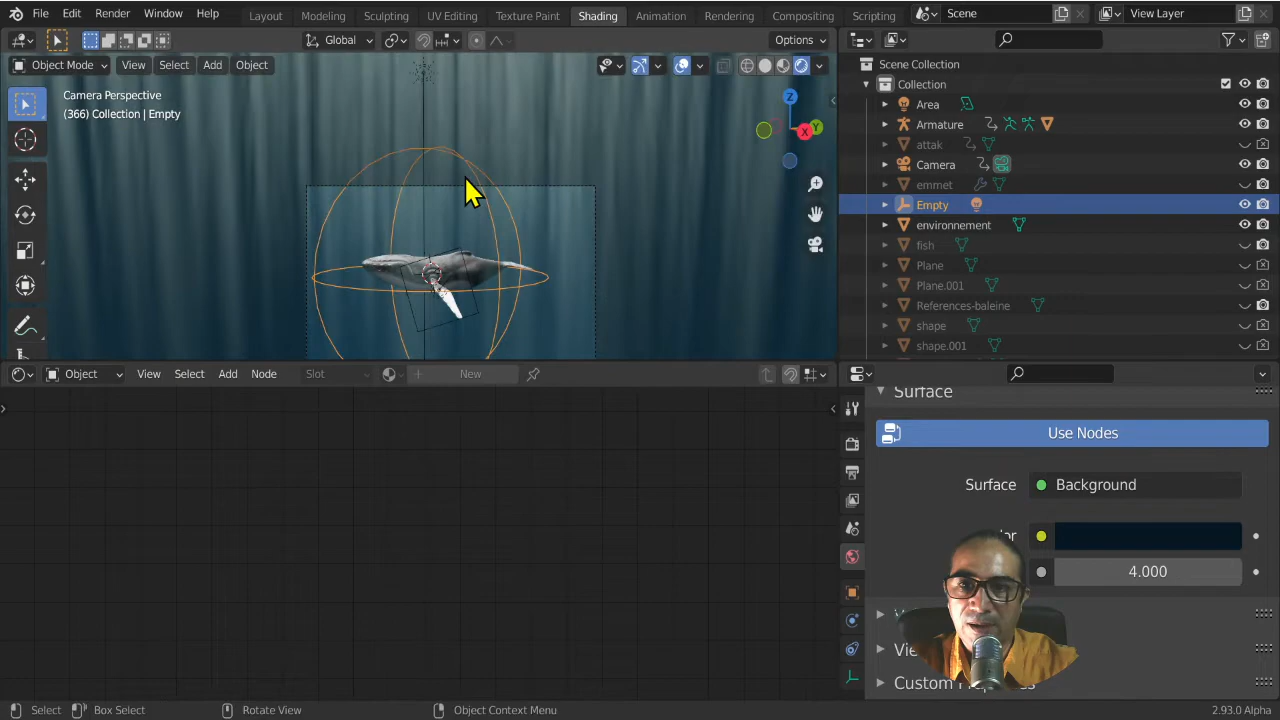 File Edit Render Window Help Layout Modeling Sculpting UV Editing Texture Paint Shading Animation Rendering Compositing Scripting Scene View Layer
Global Options
Object Mode View Select Add Object
Scene Collection
Collection
Camera Perspective
(366) Collection | Empty
Area
Armature
attak
Camera
emmet
Empty
environnement
fish
Plane
Plane.001
References-baleine
shape
shape.001
Z
Y
X
Object View Select Add Node Slot New
Surface
Use Nodes
Surface Background
4.000
Select Box Select Rotate View Object Context Menu 2.93.0 Alpha